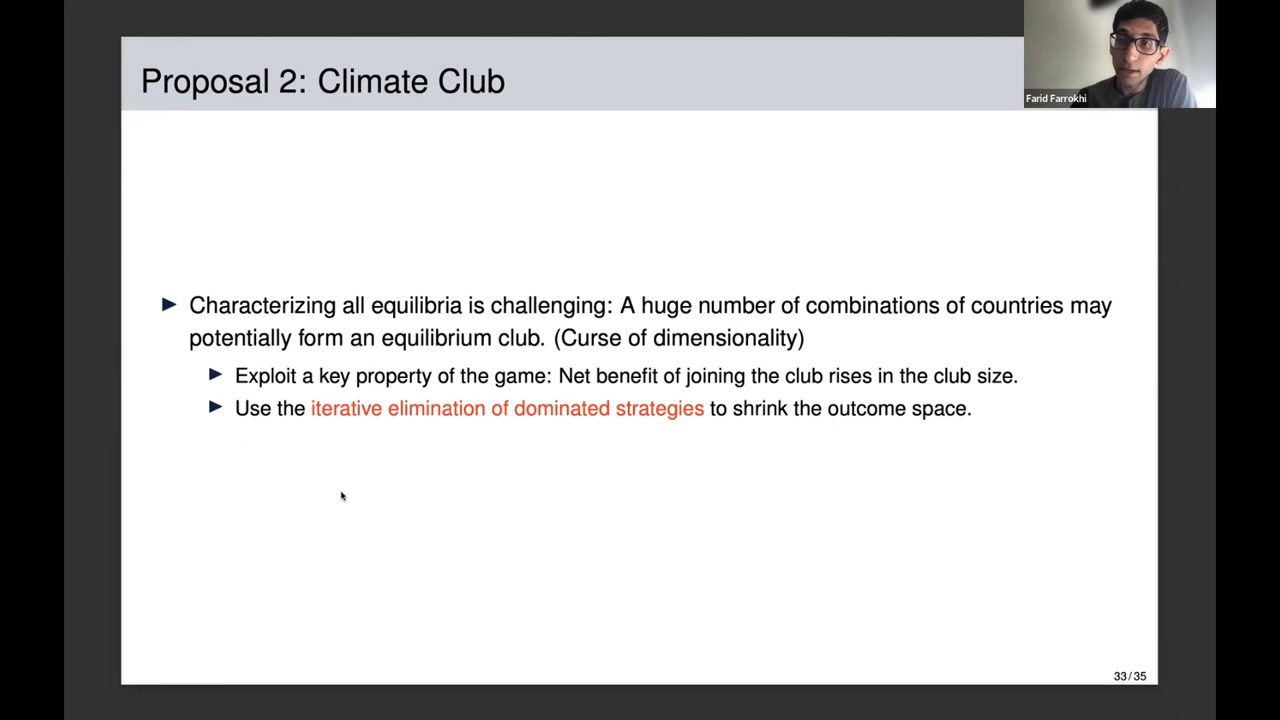 Proposal 2: Climate Club
Farid Farrokhi
▶ Characterizing all equilibria is challenging: A huge number of combinations of countries may
potentially form an equilibrium club. (Curse of dimensionality)
▶ Exploit a key property of the game: Net benefit of joining the club rises in the club size.
▶ Use the iterative elimination of dominated strategies to shrink the outcome space.
33/35